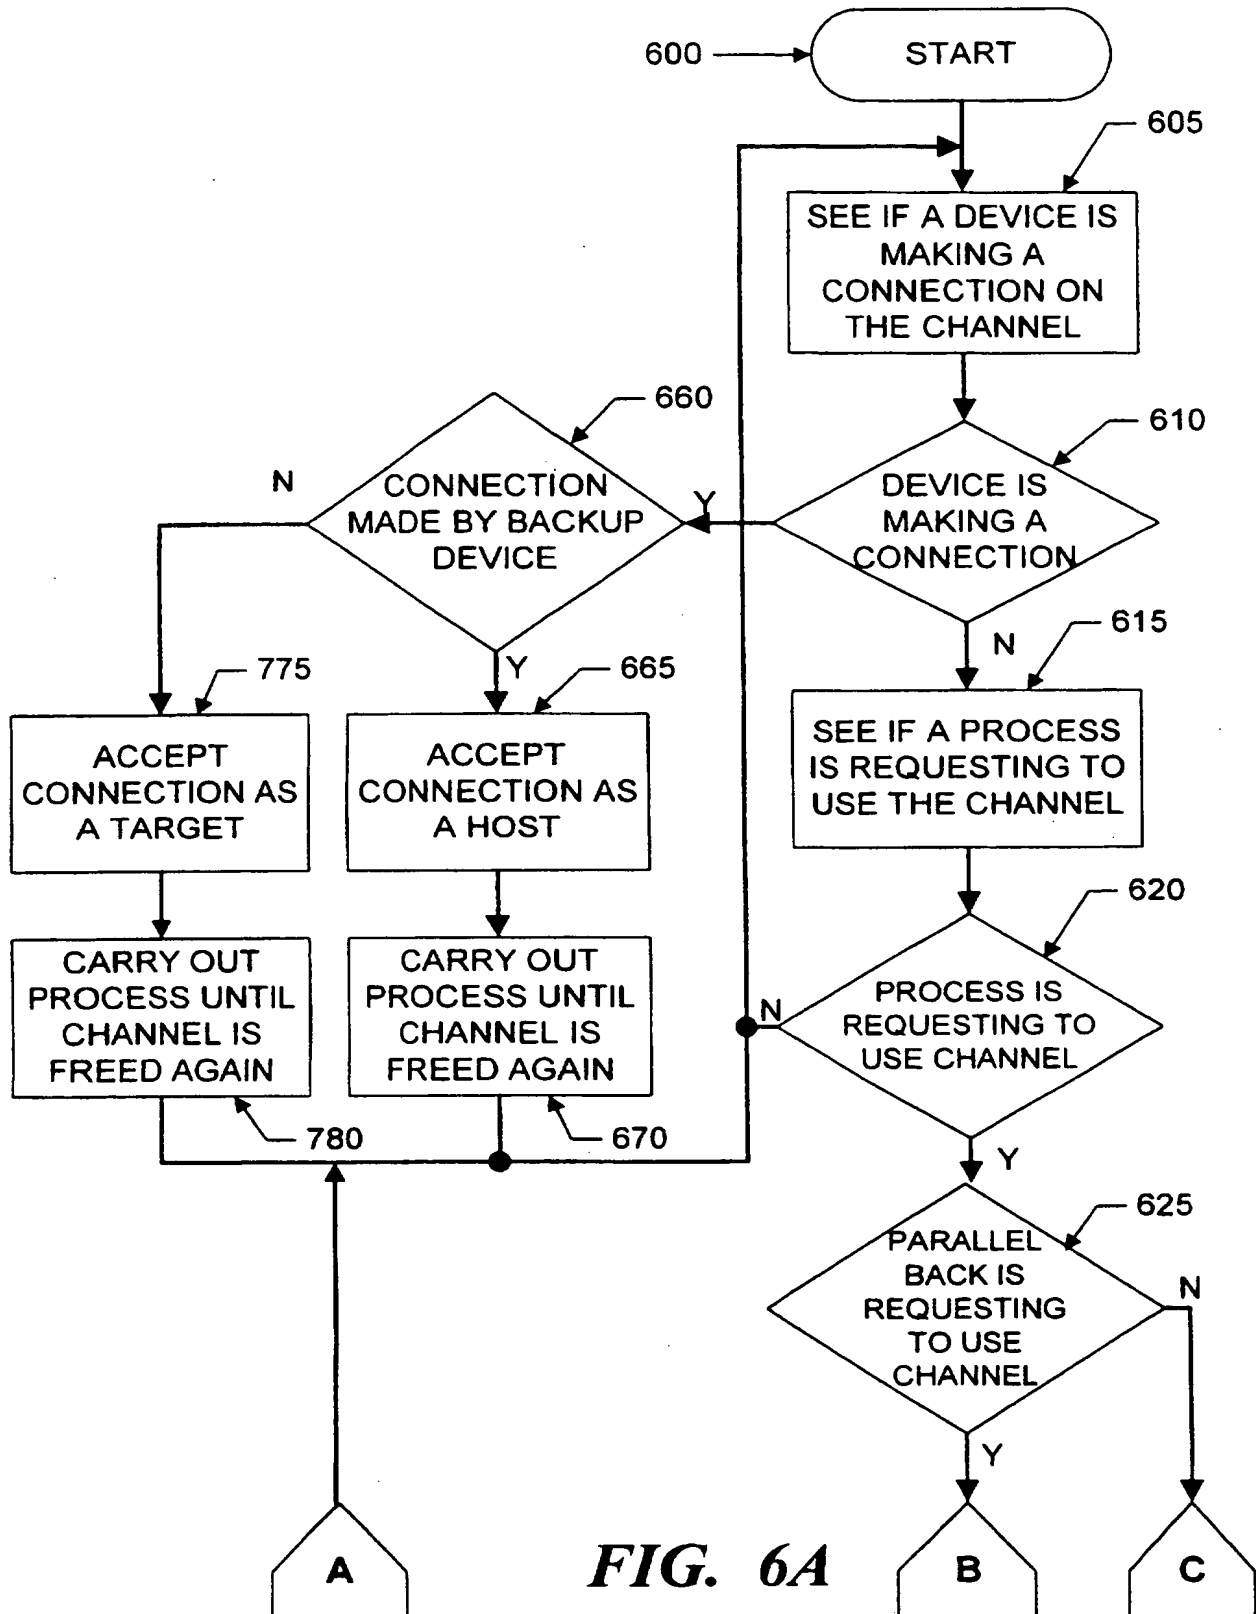 600
START
605
SEE IF A DEVICE IS
MAKING A
CONNECTION ON
THE CHANNEL
660
610
N
CONNECTION
MADE BY BACKUP
DEVICE
Y
DEVICE IS
MAKING A
CONNECTION
Y
N
615
775
665
ACCEPT
CONNECTION AS
A TARGET
ACCEPT
CONNECTION AS
A HOST
SEE IF A PROCESS
IS REQUESTING TO
USE THE CHANNEL
620
CARRY OUT
PROCESS UNTIL
CHANNEL IS
FREED AGAIN
CARRY OUT
PROCESS UNTIL
CHANNEL IS
FREED AGAIN
N
PROCESS IS
REQUESTING TO
USE CHANNEL
780
670
Y
625
PARALLEL
BACK IS
REQUESTING
TO USE
CHANNEL
N
Y
A
FIG. 6A
B
C